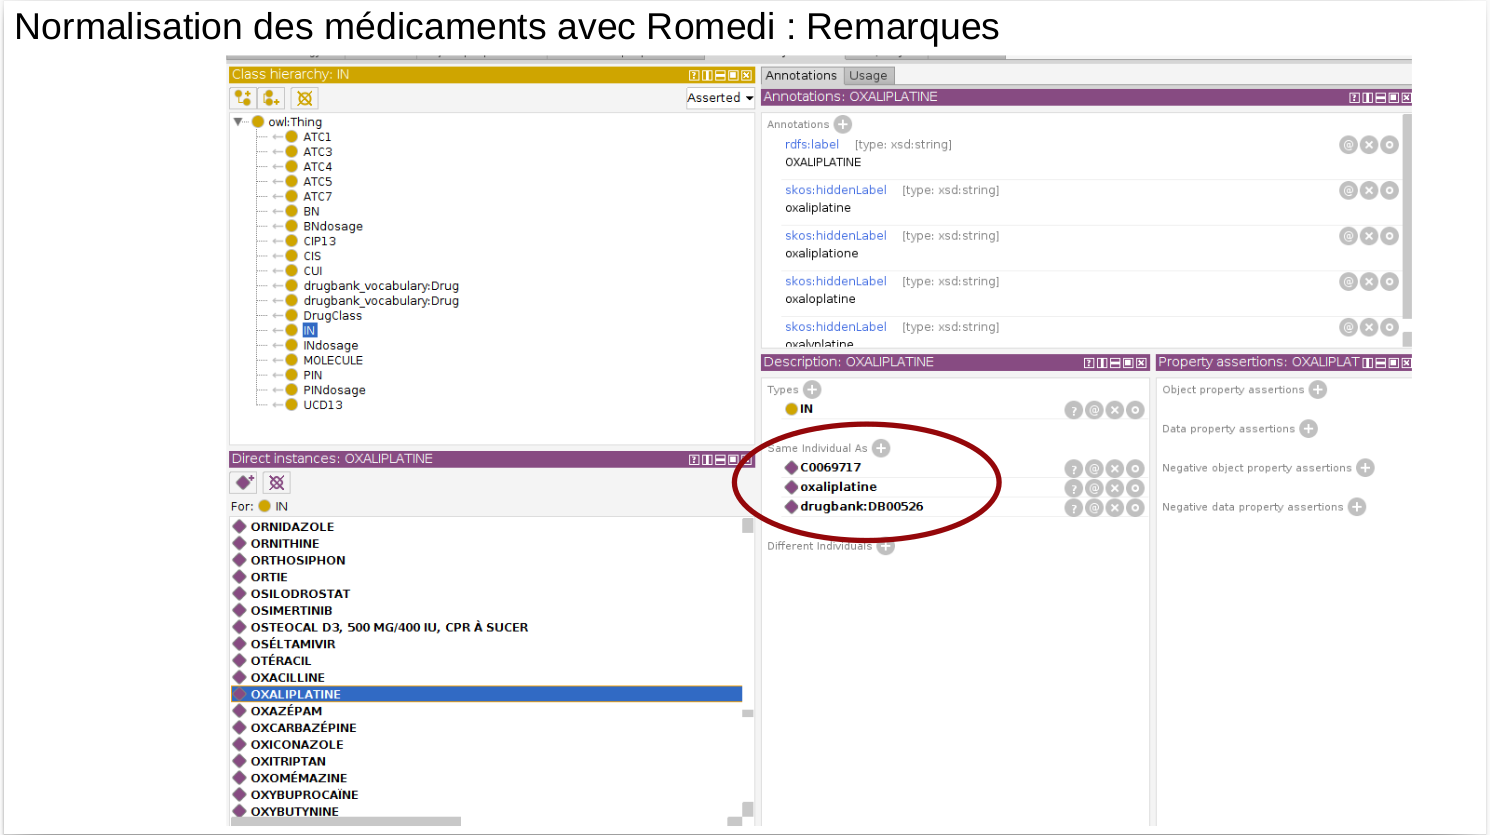 Normalisation des médicaments avec Romedi : Remarques
Class hierarchy: IN
Asserted
owl:Thing
ATC1
ATC3
ATC4
ATC5
ATC7
BN
BNdosage
CIP13
CIS
CUI
drugbank_vocabulary:Drug
drugbank_vocabulary:Drug
DrugClass
IN
INdosage
MOLECULE
PIN
PINdosage
UCD13
Direct instances: OXALIPLATINE
For: IN
ORNIDAZOLE
ORNITHINE
ORTHOSIPHON
ORTIE
OSILODROSTAT
OSIMERTINIB
OSTEOCAL D3, 500 MG/400 IU, CPR À SUCER
OSÉLTAMIVIR
OTÉRACIL
OXACILLINE
OXALIPLATINE
OXAZÉPAM
OXCARBAZÉPINE
OXICONAZOLE
OXITRIPTAN
OXOMÉMAZINE
OXYBUPROCAÏNE
OXYBUTYNINE
Annotations Usage
Annotations: OXALIPLATINE
Annotations
rdfs:label [type: xsd:string]
OXALIPLATINE
skos:hiddenLabel [type: xsd:string]
oxaliplatine
skos:hiddenLabel [type: xsd:string]
oxaliplatione
skos:hiddenLabel [type: xsd:string]
oxaloplatine
skos:hiddenLabel [type: xsd:string]
oxalyplatine
Description: OXALIPLATINE
Types
IN
Same Individual As
C0069717
oxaliplatine
drugbank:DB00526
Different Individuals
Property assertions: OXALIPLAT
Object property assertions
Data property assertions
Negative object property assertions
Negative data property assertions